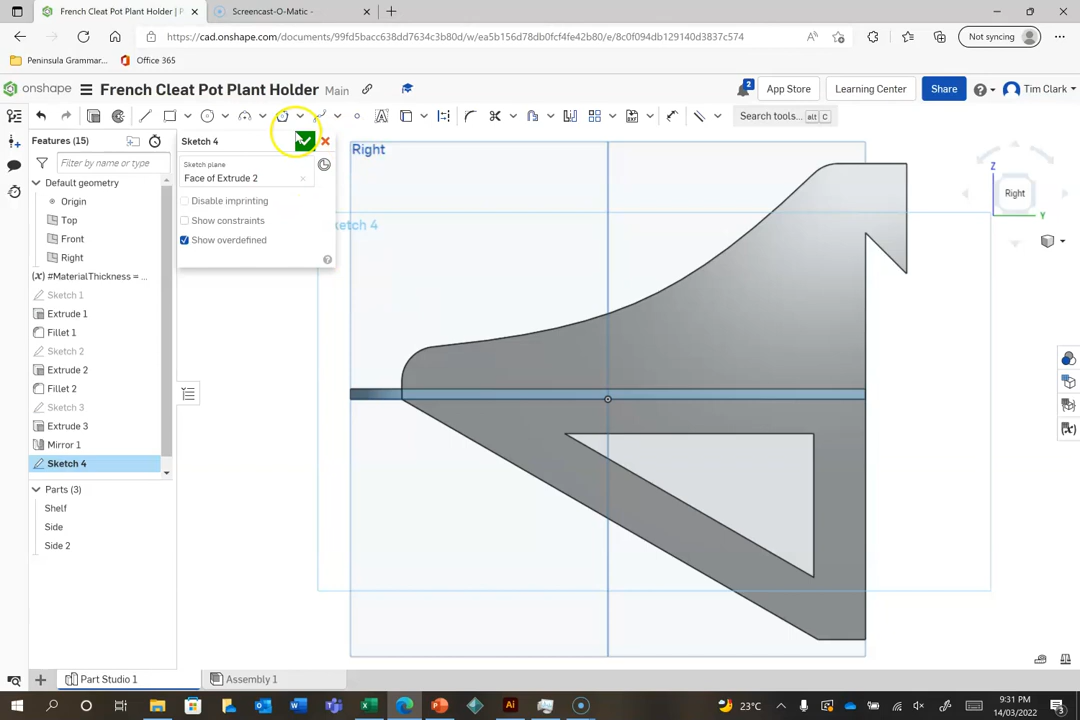 French Cleat Pot Plant Holder |
Screencast-O-Matic -
https://cad.onshape.com/documents/99fd5bacc638dd7634c3b80d/w/ea5b156d78db0fcf4fe42b80/e/8c0f094db129140d3837c574
Not syncing
Peninsula Grammar...
Office 365
onshape
French Cleat Pot Plant Holder
Main
2
App Store
Learning Center
Share
Tim Clark
Search tools...
alt C
Features (15)
Filter by name or type
Default geometry
Origin
Top
Front
Right
(x) #MaterialThickness = ...
Sketch 1
Extrude 1
Fillet 1
Sketch 2
Extrude 2
Fillet 2
Sketch 3
Extrude 3
Mirror 1
Sketch 4
Parts (3)
Shelf
Side
Side 2
Sketch 4
Sketch plane
Face of Extrude 2
Disable imprinting
Show constraints
Show overdefined
Right
etch 4
Z
Right
Y
(x)
Part Studio 1
Assembly 1
23°C
9:31 PM
14/03/2022
3